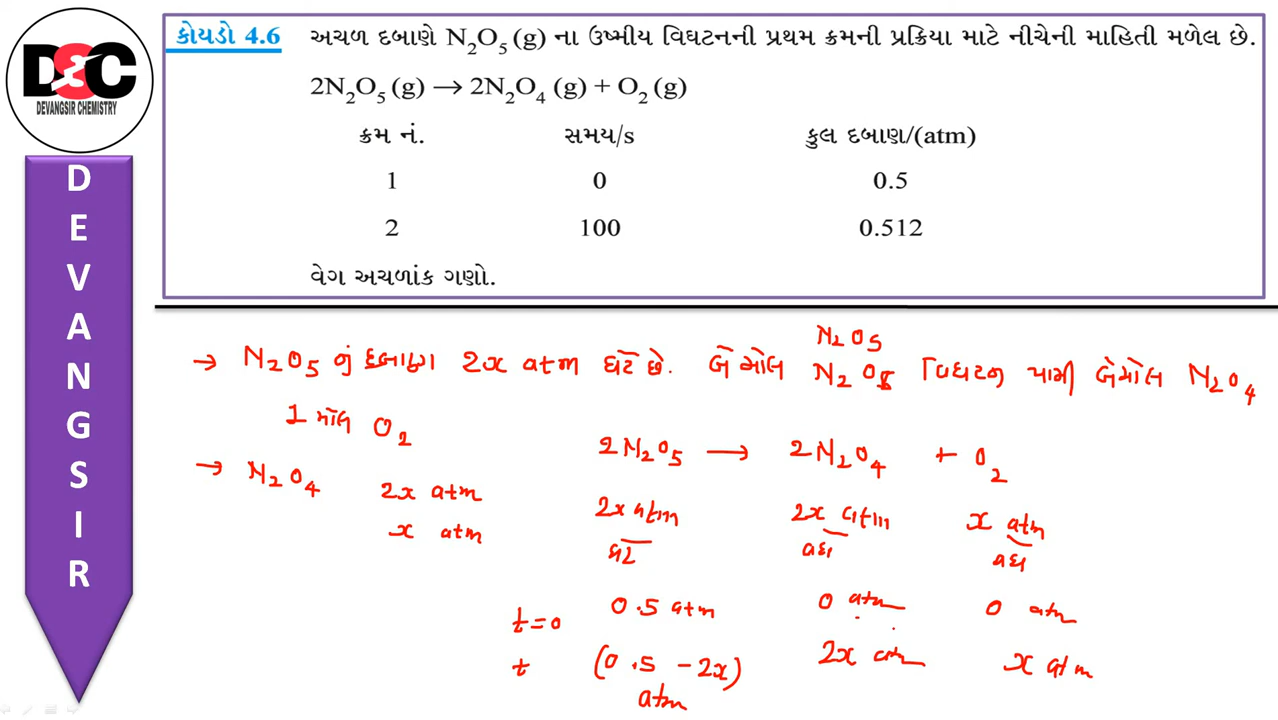 DEC
DEVANGSIR CHEMISTRY
D
E
V
A
N
G
S
I
R
કોયડો 4.6 અચળ દબાણે N₂O₅(g) ના ઉષ્મીય વિઘટનની પ્રથમ ક્રમની પ્રક્રિયા માટે નીચેની માહિતી મળેલ છે.
2N₂O₅(g) → 2N₂O₄(g) + O₂(g)
ક્રમ નં. સમય/s કુલ દબાણ/(atm)
1 0 0.5
2 100 0.512
વેગ અચળાંક ગણો.
N₂O₅
→ N₂O₅ નું દબાણ 2x atm ઘટે છે. બે મોલ N₂O₅ વિઘટન પામી બે મોલ N₂O₄
1 મોલ O₂
2N₂O₅ → 2N₂O₄ + O₂
→ N₂O₄ 2x atm
x atm
2x atm 2x atm x atm
ઘટે વધે વધે
t=0 0.5 atm 0 atm 0 atm
t (0.5 - 2x) 2x atm x atm
atm